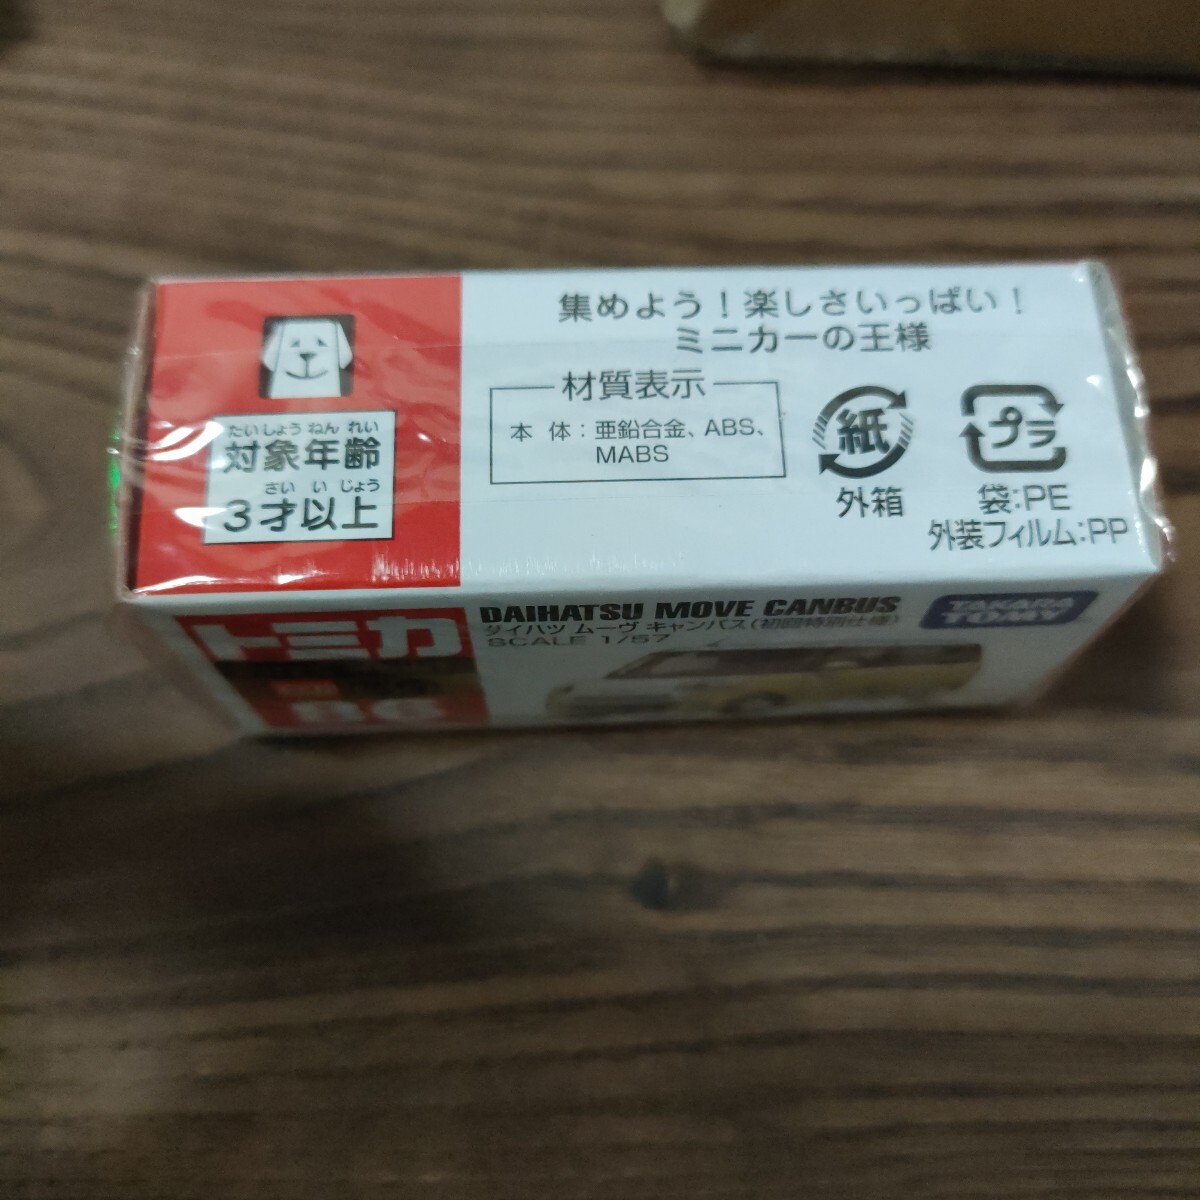 集めよう！楽しさいっぱい！
ミニカーの王様
材質表示
本 体：亜鉛合金、ABS、
MABS
紙
外箱
プラ
袋：PE
外装フィルム：PP
たいしょうねんれい
対象年齢
さいいじょう
3才以上
トミカ
86
DAIHATSU MOVE CANBUS
ダイハツ ムーヴ キャンバス(初回特別仕様)
SCALE 1/57
TAKARA
TOMY